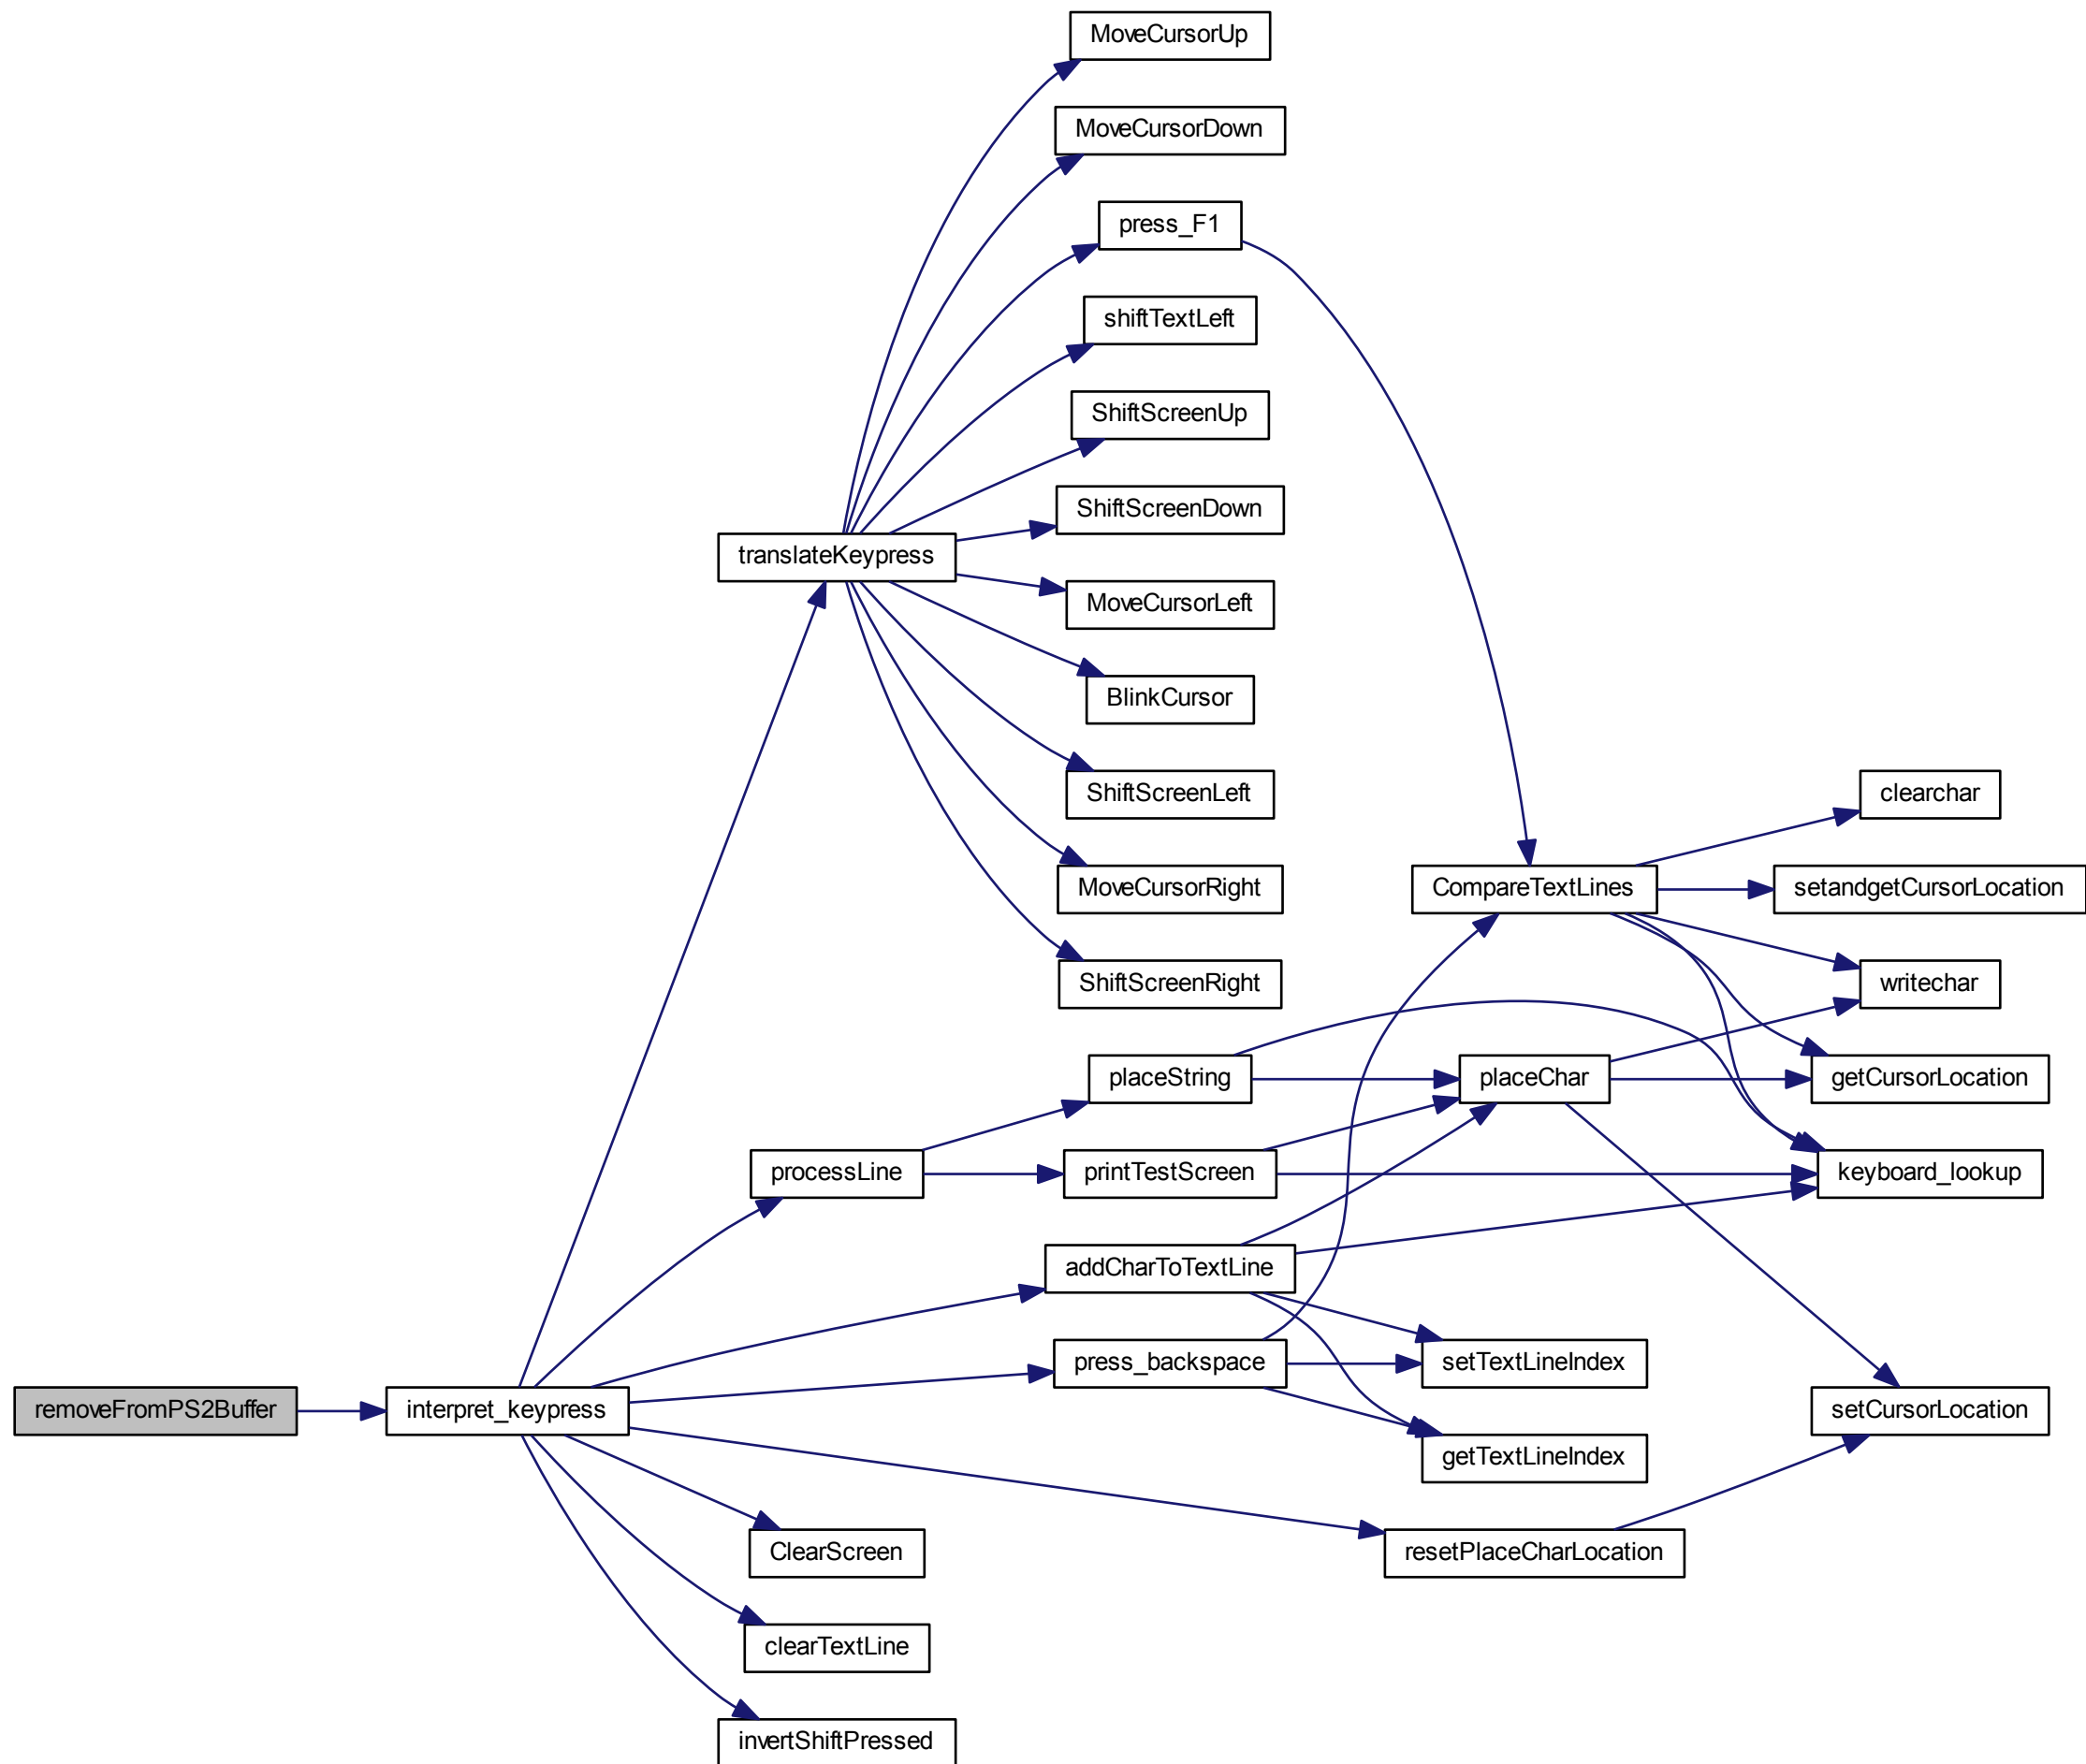 MoveCursorUp
MoveCursorDown
press_F1
shiftTextLeft
ShiftScreenUp
ShiftScreenDown
translateKeypress
MoveCursorLeft
BlinkCursor
ShiftScreenLeft
clearchar
MoveCursorRight
CompareTextLines
setandgetCursorLocation
ShiftScreenRight
writechar
placeString
placeChar
getCursorLocation
processLine
printTestScreen
keyboard_lookup
addCharToTextLine
press_backspace
setTextLineIndex
removeFromPS2Buffer
interpret_keypress
setCursorLocation
getTextLineIndex
ClearScreen
resetPlaceCharLocation
clearTextLine
invertShiftPressed